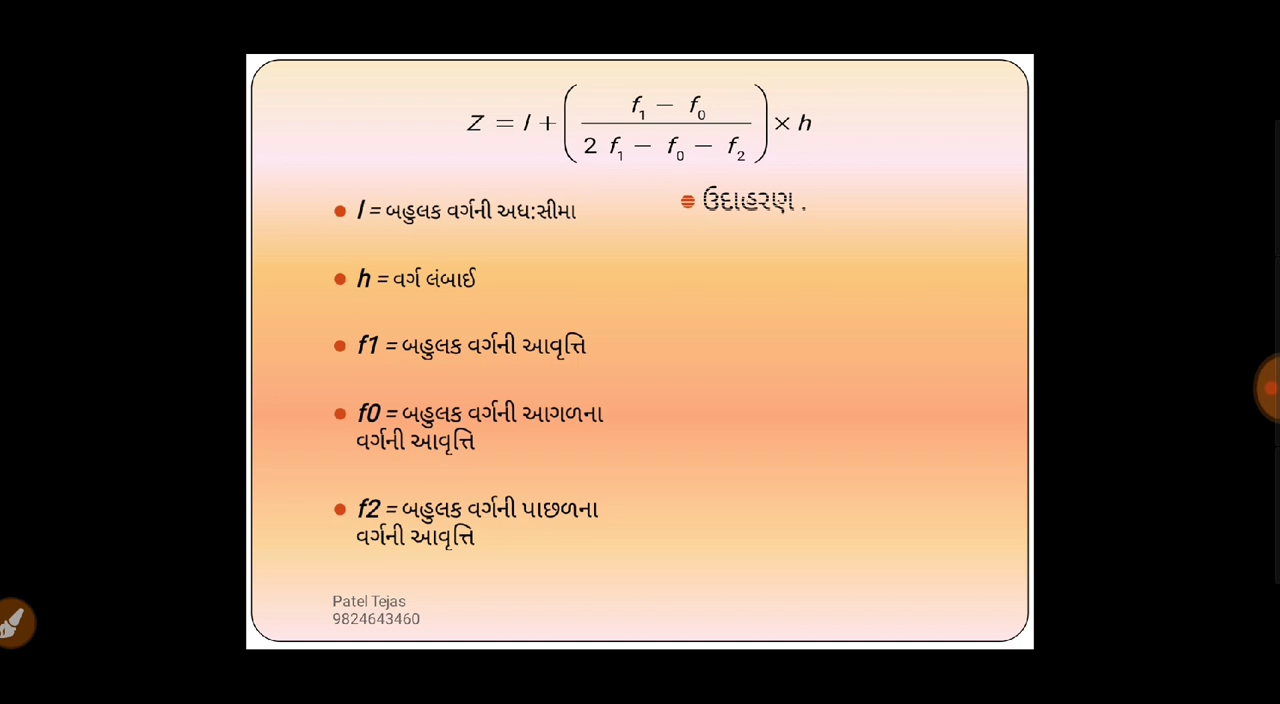 Z = l + ( f₁ − f₀ / 2 f₁ − f₀ − f₂ ) × h
l = બહુલક વર્ગની અધ:સીમા
h = વર્ગ લંબાઈ
f1 = બહુલક વર્ગની આવૃત્તિ
f0 = બહુલક વર્ગની આગળના
વર્ગની આવૃત્તિ
f2 = બહુલક વર્ગની પાછળના
વર્ગની આવૃત્તિ
ઉદાહરણ .
Patel Tejas
9824643460